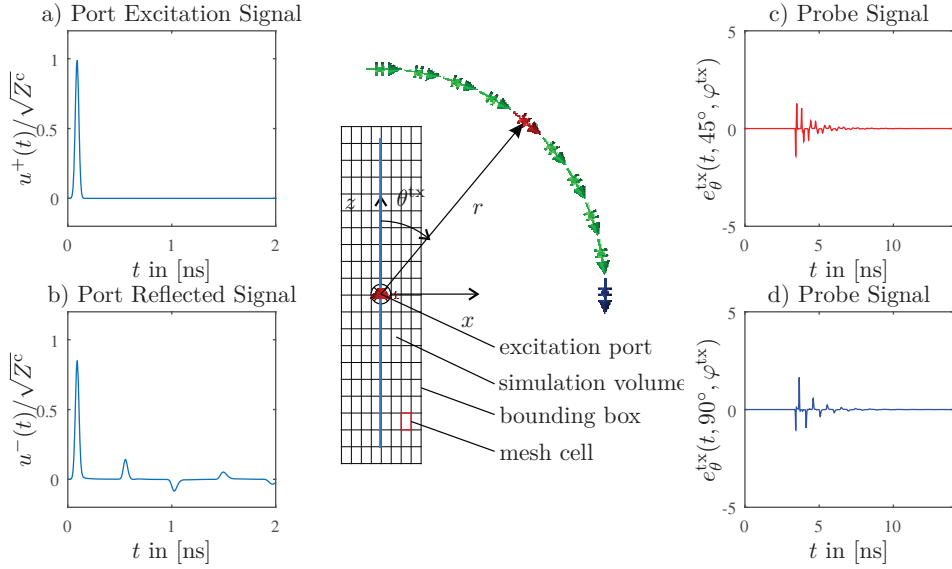 a) Port Excitation Signal
u⁺(t)/√Zᶜ
1
0.5
0
0
1
2
t in [ns]
b) Port Reflected Signal
u⁻(t)/√Zᶜ
1
0.5
0
0
1
2
t in [ns]
z
θᵗˣ
r
x
excitation port
simulation volume
bounding box
mesh cell
c) Probe Signal
e_θ^tx(t, 45°, φ^tx)
5
0
-5
0
5
10
t in [ns]
d) Probe Signal
e_θ^tx(t, 90°, φ^tx)
5
0
-5
0
5
10
t in [ns]